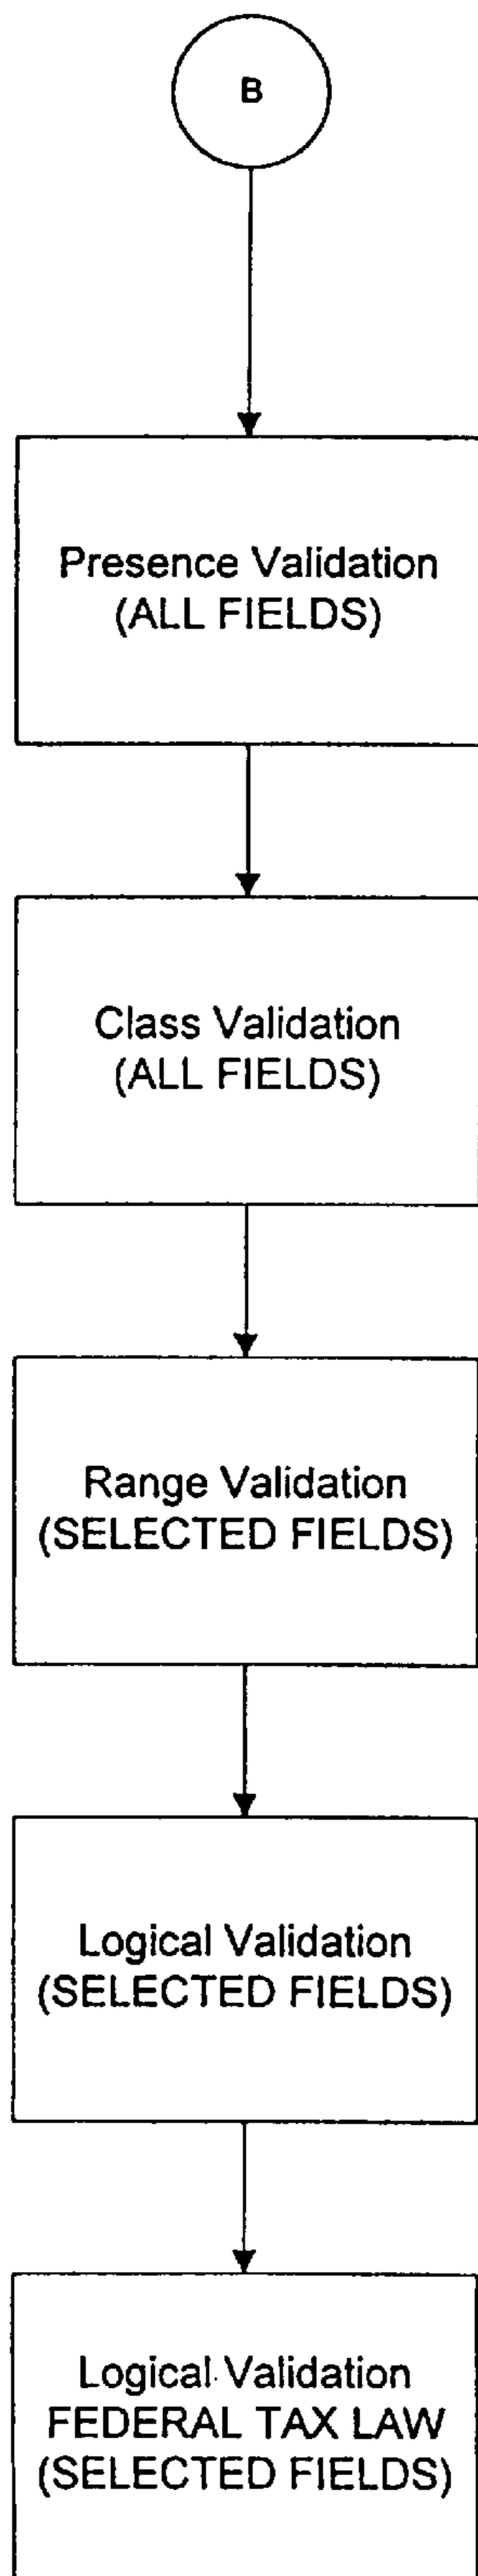 B
Presence Validation
(ALL FIELDS)
Class Validation
(ALL FIELDS)
Range Validation
(SELECTED FIELDS)
Logical Validation
(SELECTED FIELDS)
Logical Validation
FEDERAL TAX LAW
(SELECTED FIELDS)